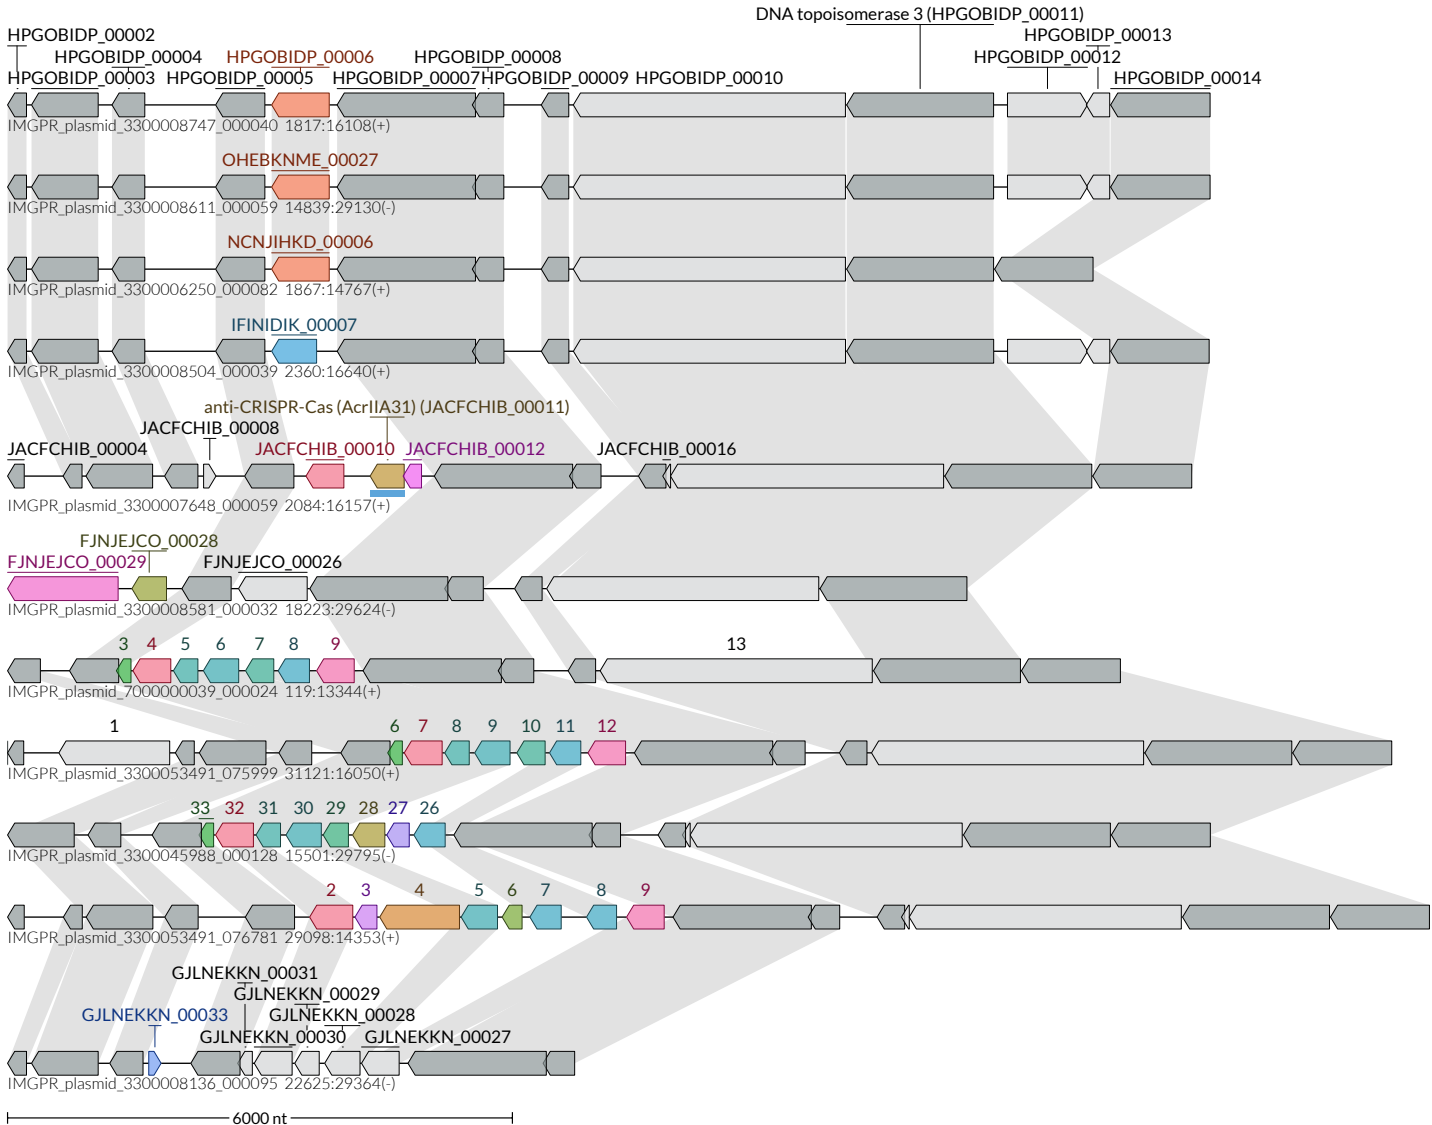 DNA topoisomerase 3 (HPGOBIDP_00011)
HPGOBIDP_00002 HPGOBIDP_00013
HPGOBIDP_00004 HPGOBIDP_00006 HPGOBIDP_00008 HPGOBIDP_00012
HPGOBIDP_00003 HPGOBIDP_00005 HPGOBIDP_00007 HPGOBIDP_00009 HPGOBIDP_00010 HPGOBIDP_00014
IMGPR_plasmid_3300008747_000040 1817:16108(+)
OHEBKNME_00027
IMGPR_plasmid_3300008611_000059 14839:29130(-)
NCNJIHKD_00006
IMGPR_plasmid_3300006250_000082 1867:14767(+)
IFINIDIK_00007
IMGPR_plasmid_3300008504_000039 2360:16640(+)
anti-CRISPR-Cas (AcrIIA31) (JACFCHIB_00011)
JACFCHIB_00008
JACFCHIB_00004 JACFCHIB_00010 JACFCHIB_00012 JACFCHIB_00016
IMGPR_plasmid_3300007648_000059 2084:16157(+)
FJNJEJCO_00028
FJNJEJCO_00029 FJNJEJCO_00026
IMGPR_plasmid_3300008581_000032 18223:29624(-)
3 4 5 6 7 8 9 13
IMGPR_plasmid_7000000039_000024 119:13344(+)
1 6 7 8 9 10 11 12
IMGPR_plasmid_3300053491_075999 31121:16050(+)
33 32 31 30 29 28 27 26
IMGPR_plasmid_3300045988_000128 15501:29795(-)
2 3 4 5 6 7 8 9
IMGPR_plasmid_3300053491_076781 29098:14353(+)
GJLNEKKN_00031
GJLNEKKN_00029
GJLNEKKN_00033 GJLNEKKN_00028
GJLNEKKN_00030 GJLNEKKN_00027
IMGPR_plasmid_3300008136_000095 22625:29364(-)
6000 nt